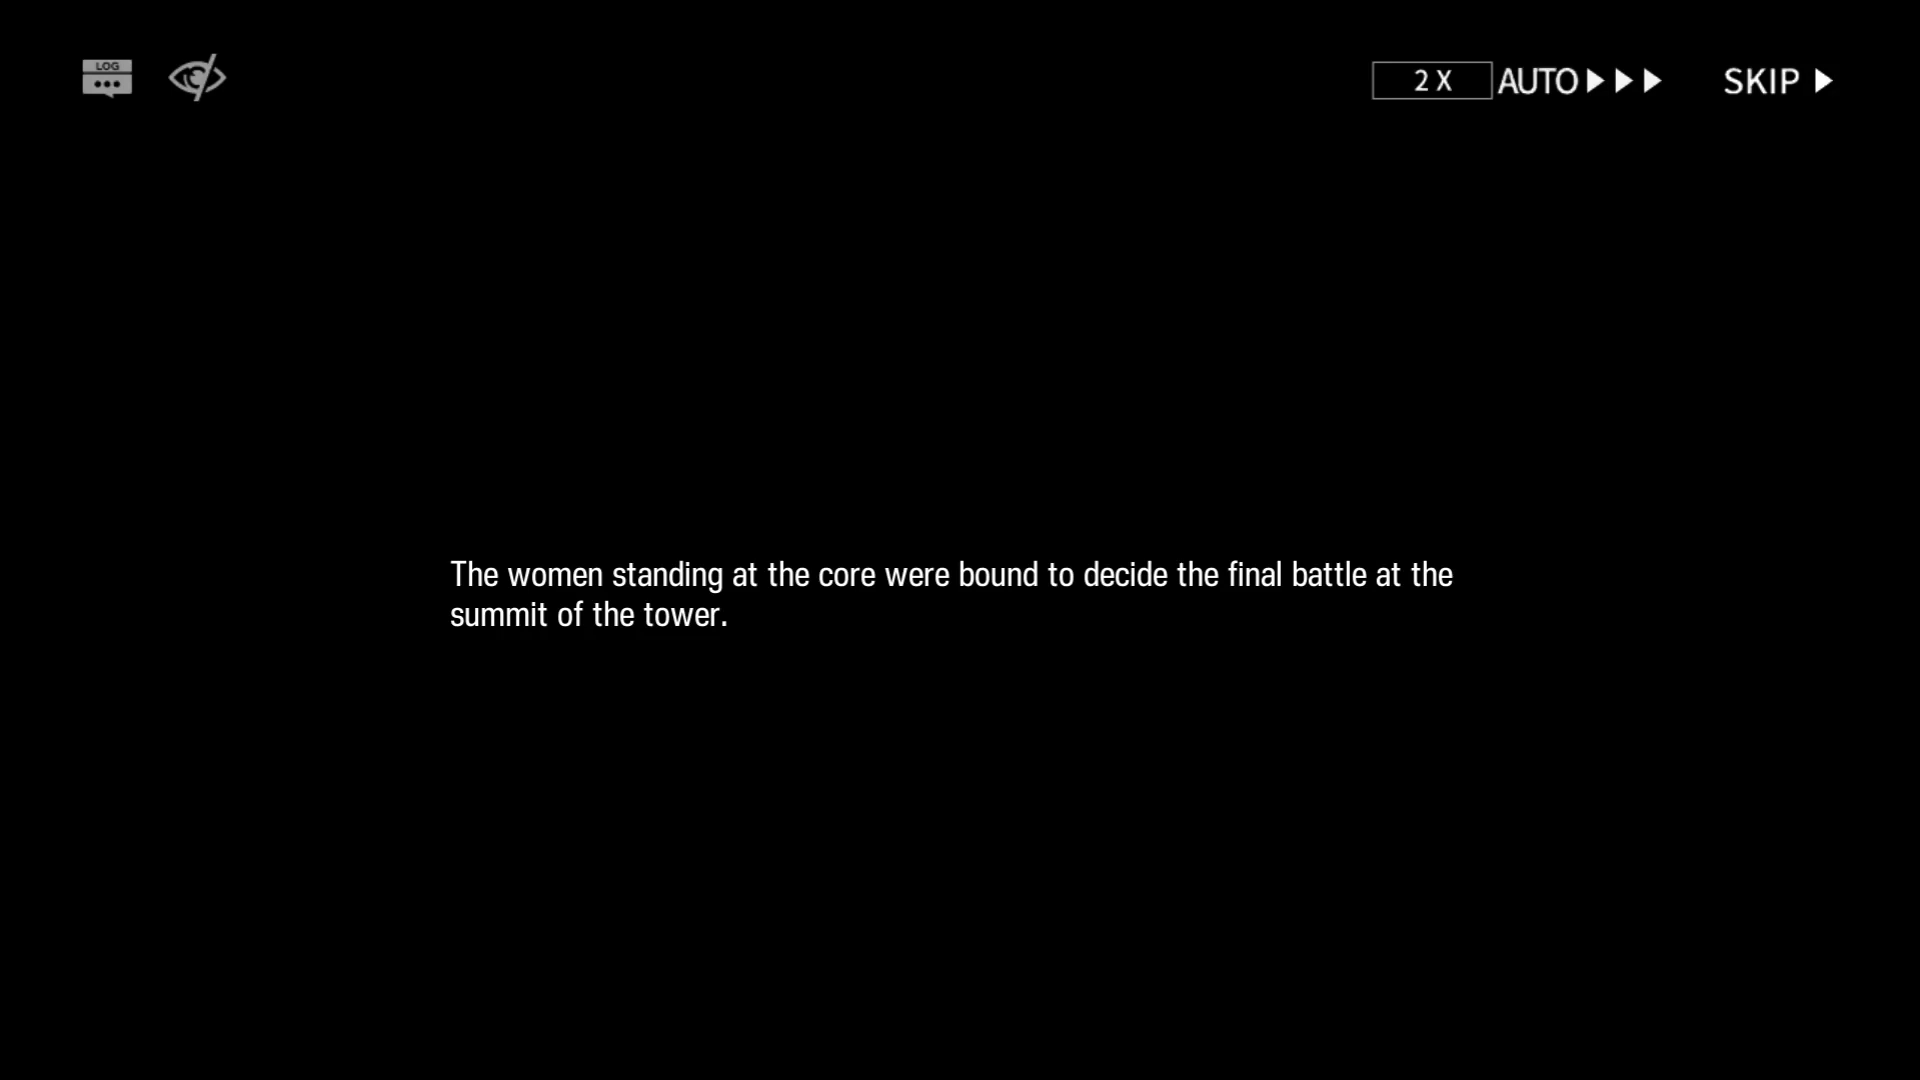 LOG
2 X AUTO SKIP
The women standing at the core were bound to decide the final battle at the
summit of the tower.